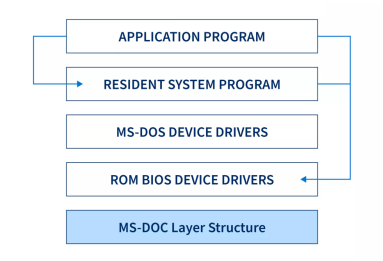 APPLICATION PROGRAM
RESIDENT SYSTEM PROGRAM
MS-DOS DEVICE DRIVERS
ROM BIOS DEVICE DRIVERS
MS-DOC Layer Structure